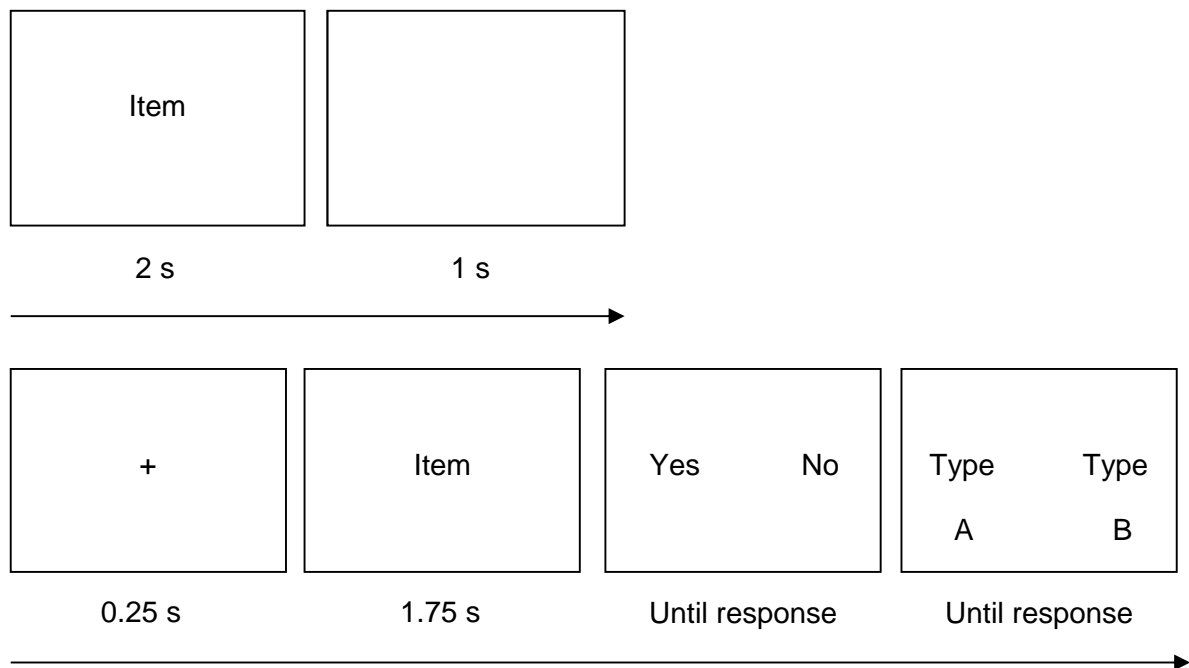 Item
2 s 1 s
+ Item Yes No Type Type
A B
0.25 s 1.75 s Until response Until response